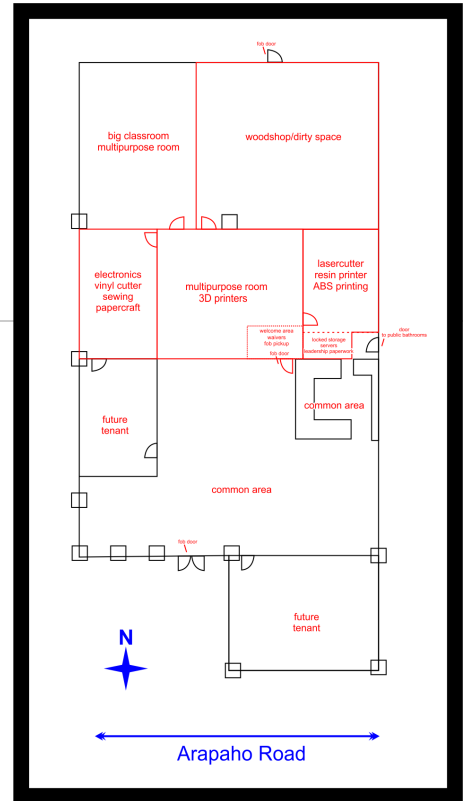 fob door
big classroom
multipurpose room
woodshop/dirty space
electronics
vinyl cutter
sewing
papercraft
multipurpose room
3D printers
lasercutter
resin printer
ABS printing
welcome area
waivers
fob pickup
locked storage
servers
leadership paperwork
door
to public bathrooms
fob door
future
tenant
common area
common area
fob door
future
tenant
N
Arapaho Road